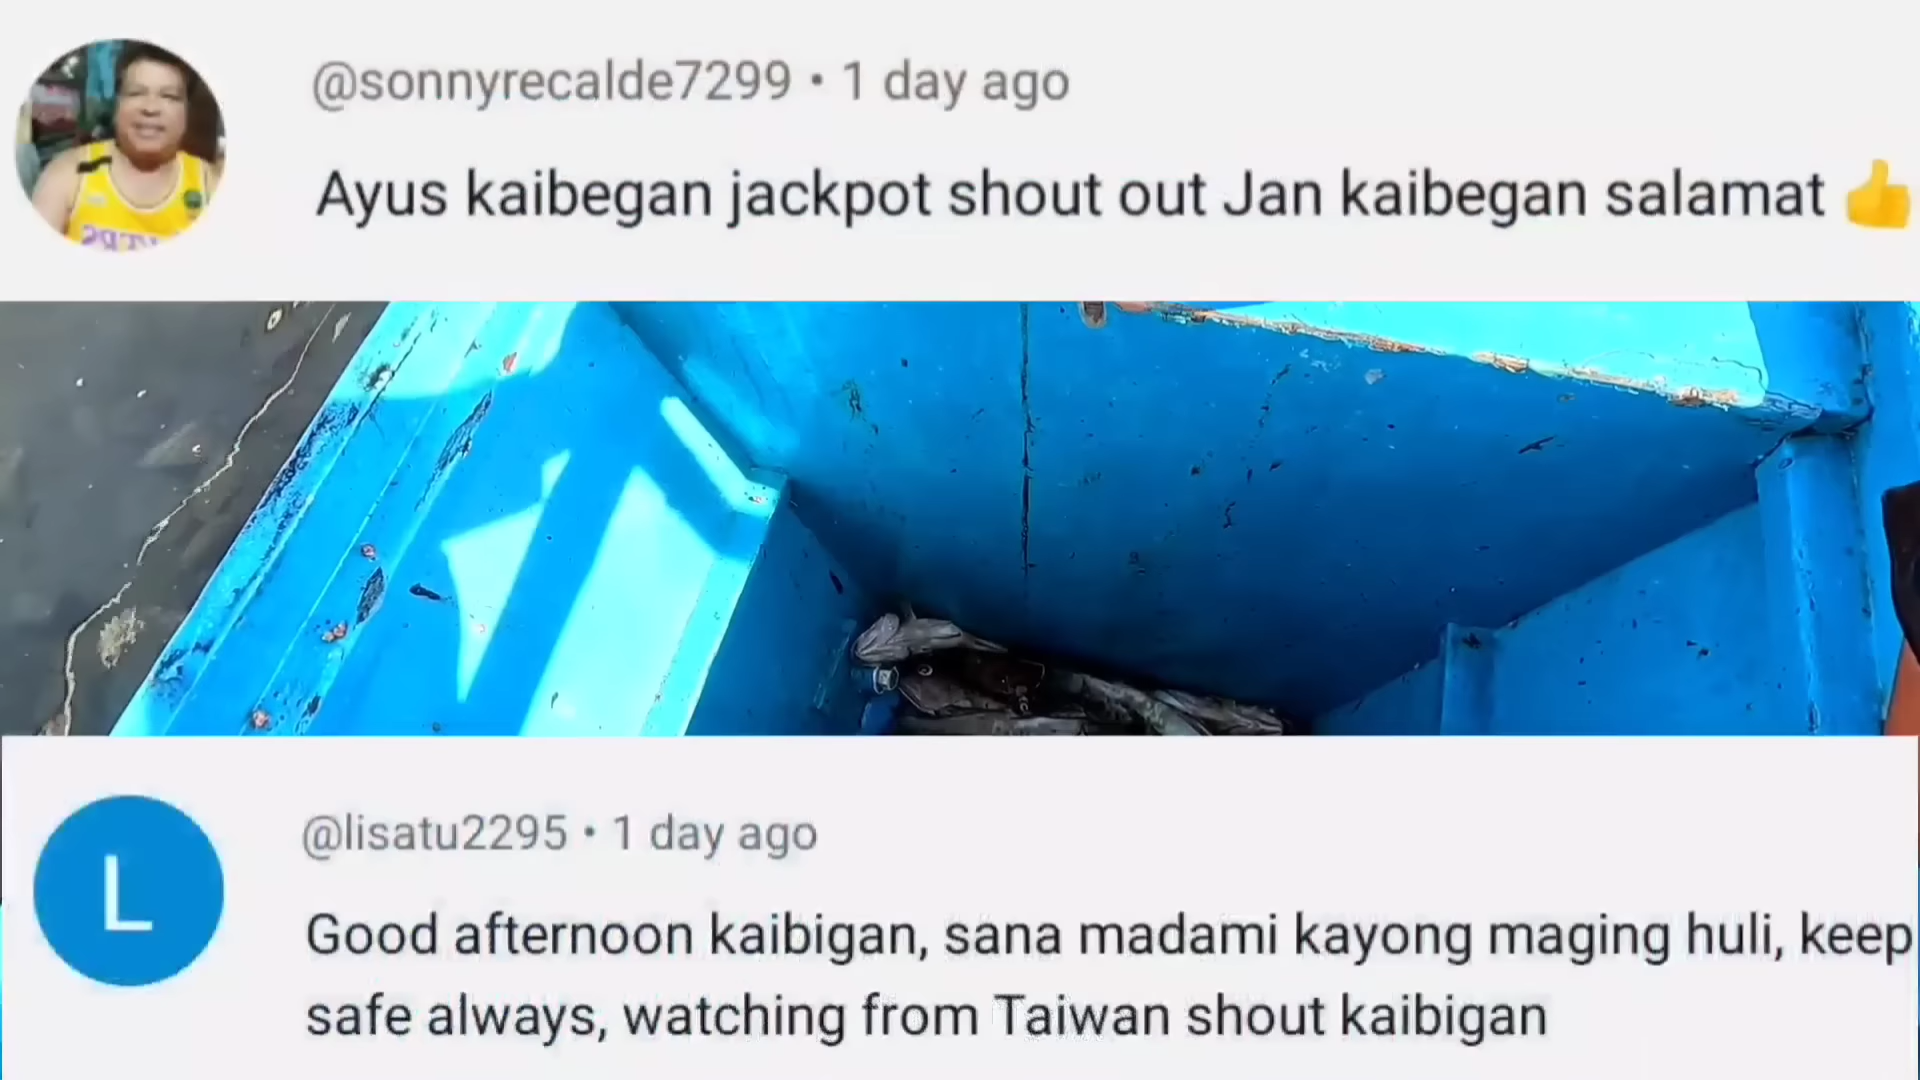 @sonnyrecalde7299 • 1 day ago
Ayus kaibegan jackpot shout out Jan kaibegan salamat 👍
L
@lisatu2295 • 1 day ago
Good afternoon kaibigan, sana madami kayong maging huli, keep
safe always, watching from Taiwan shout kaibigan